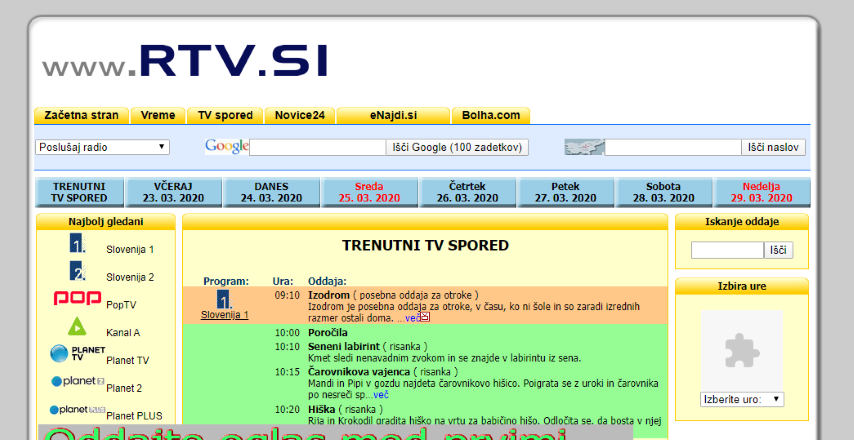 www.RTV.SI
Začetna stran Vreme TV spored Novice24 eNajdi.si Bolha.com
Poslušaj radio Google Išči Google (100 zadetkov) Išči naslov
TRENUTNI TV SPORED VČERAJ 23. 03. 2020 DANES 24. 03. 2020 Sreda 25. 03. 2020 Četrtek 26. 03. 2020 Petek 27. 03. 2020 Sobota 28. 03. 2020 Nedelja 29. 03. 2020
Najbolj gledani
1. Slovenija 1
2. Slovenija 2
POP PopTV
Kanal A
PLANET TV Planet TV
planet 2 Planet 2
planet Planet PLUS
TRENUTNI TV SPORED
Program: Ura: Oddaja:
1. Slovenija 1
09:10 Izodrom ( posebna oddaja za otroke )
Izodrom je posebna oddaja za otroke, v času, ko ni šole in so zaradi izrednih
razmer ostali doma. ...več
10:00 Poročila
10:10 Seneni labirint ( risanka )
Kmet sledi nenavadnim zvokom in se znajde v labirintu iz sena.
10:15 Čarovnikova vajenca ( risanka )
Mandi in Pipi v gozdu najdeta čarovnikovo hišico. Poigrata se z uroki in čarovnika
po nesreči sp...več
10:20 Hiška ( risanka )
Rija in Krokodil gradita hiško na vrtu za babičino hišo. Odločita se, da bosta v njej
Iskanje oddaje
Išči
Izbira ure
Izberite uro:
Oddajte oglas med prvimi